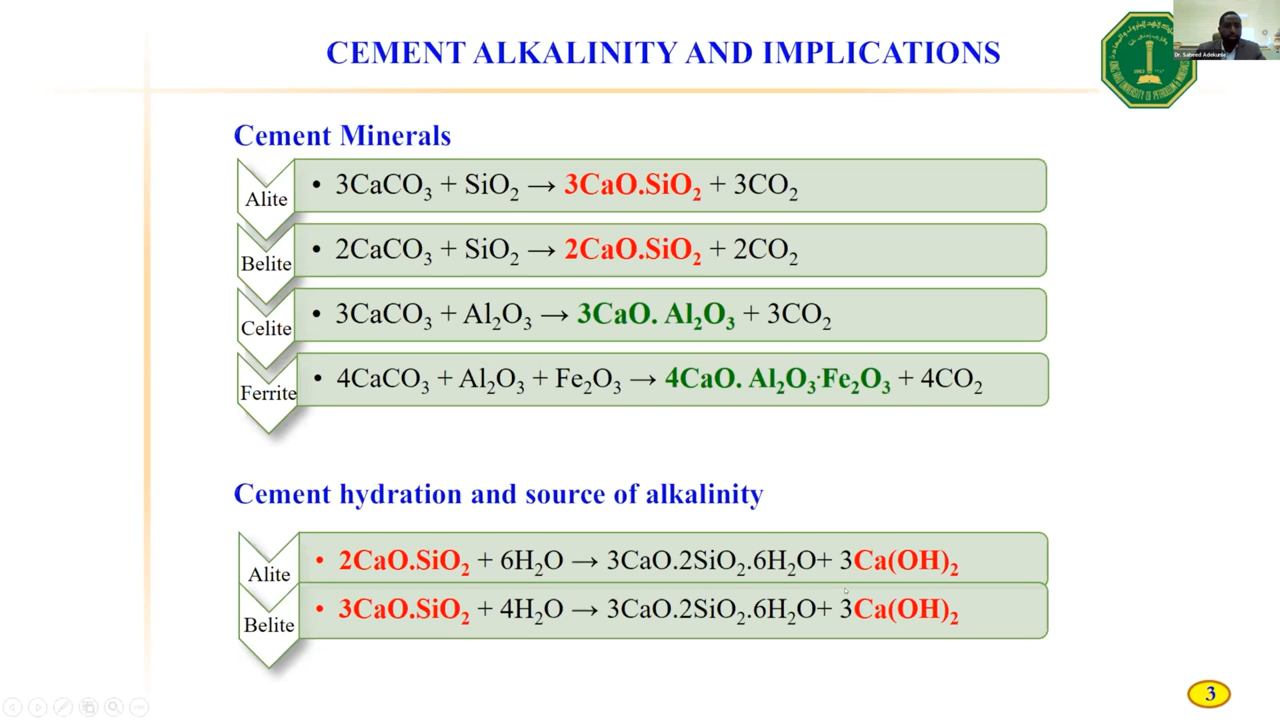 CEMENT ALKALINITY AND IMPLICATIONS
Dr. Saheed Adekunle
Cement Minerals
Alite
• 3CaCO₃ + SiO₂ → 3CaO.SiO₂ + 3CO₂
Belite
• 2CaCO₃ + SiO₂ → 2CaO.SiO₂ + 2CO₂
Celite
• 3CaCO₃ + Al₂O₃ → 3CaO. Al₂O₃ + 3CO₂
Ferrite
• 4CaCO₃ + Al₂O₃ + Fe₂O₃ → 4CaO. Al₂O₃.Fe₂O₃ + 4CO₂
Cement hydration and source of alkalinity
Alite
• 2CaO.SiO₂ + 6H₂O → 3CaO.2SiO₂.6H₂O+ 3Ca(OH)₂
Belite
• 3CaO.SiO₂ + 4H₂O → 3CaO.2SiO₂.6H₂O+ 3Ca(OH)₂
3